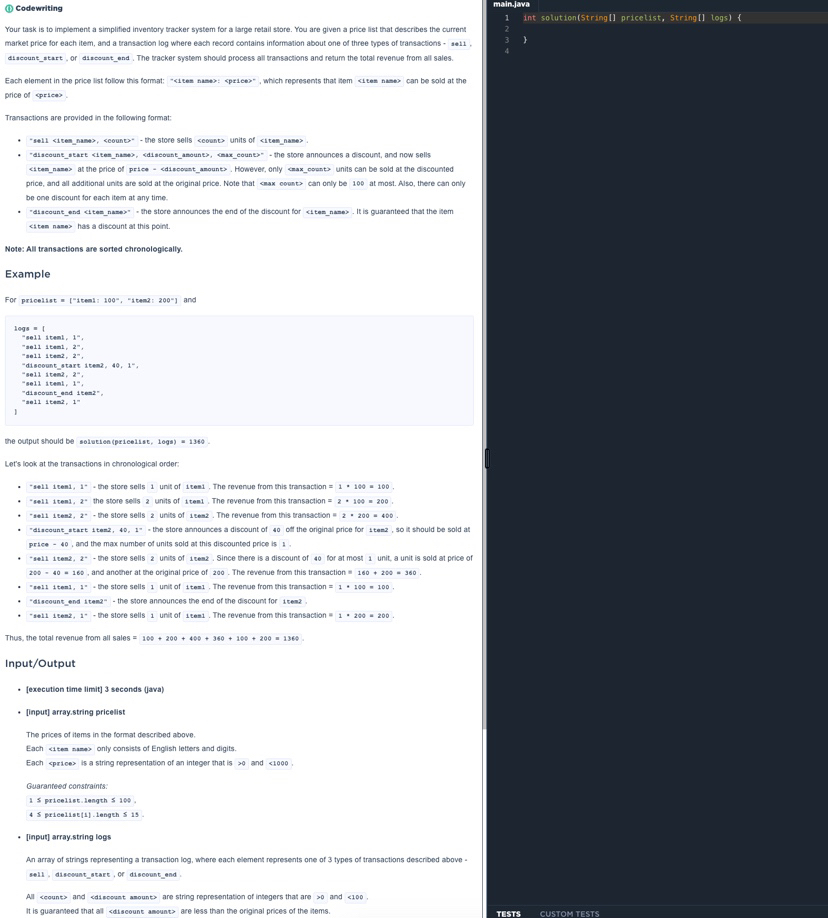 Codewriting
Your task is to implement a simplified inventory tracker system for a large retail store. You are given a price list that describes the current
market price for each item, and a transaction log where each record contains information about one of three types of transactions - sell,
discount_start, or discount_end. The tracker system should process all transactions and return the total revenue from all sales.
Each element in the price list follow this format: "<item name>: <price>", which represents that item <item name> can be sold at the
price of <price>.
Transactions are provided in the following format:
• "sell <item_name>, <count>" - the store sells <count> units of <item_name>.
• "discount_start <item_name>, <discount_amount>, <max_count>" - the store announces a discount, and now sells
<item_name> at the price of price - <discount_amount>. However, only <max_count> units can be sold at the discounted
price, and all additional units are sold at the original price. Note that <max count> can only be 100 at most. Also, there can only
be one discount for each item at any time.
• "discount_end <item_name>" - the store announces the end of the discount for <item_name>. It is guaranteed that the item
<item name> has a discount at this point.
Note: All transactions are sorted chronologically.
Example
For pricelist = ["item1: 100", "item2: 200"] and
logs = [
"sell item1, 1",
"sell item1, 2",
"sell item2, 2",
"discount_start item2, 40, 1",
"sell item2, 2",
"sell item1, 1",
"discount_end item2",
"sell item2, 1"
]
the output should be solution(pricelist, logs) = 1360.
Let's look at the transactions in chronological order:
• "sell item1, 1" - the store sells 1 unit of item1. The revenue from this transaction = 1 * 100 = 100.
• "sell item1, 2" the store sells 2 units of item1. The revenue from this transaction = 2 * 100 = 200.
• "sell item2, 2" - the store sells 2 units of item2. The revenue from this transaction = 2 * 200 = 400.
• "discount_start item2, 40, 1" - the store announces a discount of 40 off the original price for item2, so it should be sold at
price - 40, and the max number of units sold at this discounted price is 1.
• "sell item2, 2" - the store sells 2 units of item2. Since there is a discount of 40 for at most 1 unit, a unit is sold at price of
200 - 40 = 160, and another at the original price of 200. The revenue from this transaction = 160 + 200 = 360.
• "sell item1, 1" - the store sells 1 unit of item1. The revenue from this transaction = 1 * 100 = 100.
• "discount_end item2" - the store announces the end of the discount for item2.
• "sell item2, 1" - the store sells 1 unit of item1. The revenue from this transaction = 1 * 200 = 200.
Thus, the total revenue from all sales = 100 + 200 + 400 + 360 + 100 + 200 = 1360.
Input/Output
• [execution time limit] 3 seconds (java)
• [input] array.string pricelist
The prices of items in the format described above.
Each <item name> only consists of English letters and digits.
Each <price> is a string representation of an integer that is >0 and <1000.
Guaranteed constraints:
1 ≤ pricelist.length ≤ 100,
4 ≤ pricelist[i].length ≤ 15.
• [input] array.string logs
An array of strings representing a transaction log, where each element represents one of 3 types of transactions described above -
sell, discount_start, or discount_end.
All <count> and <discount amount> are string representation of integers that are >0 and <100.
It is guaranteed that all <discount amount> are less than the original prices of the items.
main.java
1 int solution(String[] pricelist, String[] logs) {
2
3 }
4
TESTS CUSTOM TESTS